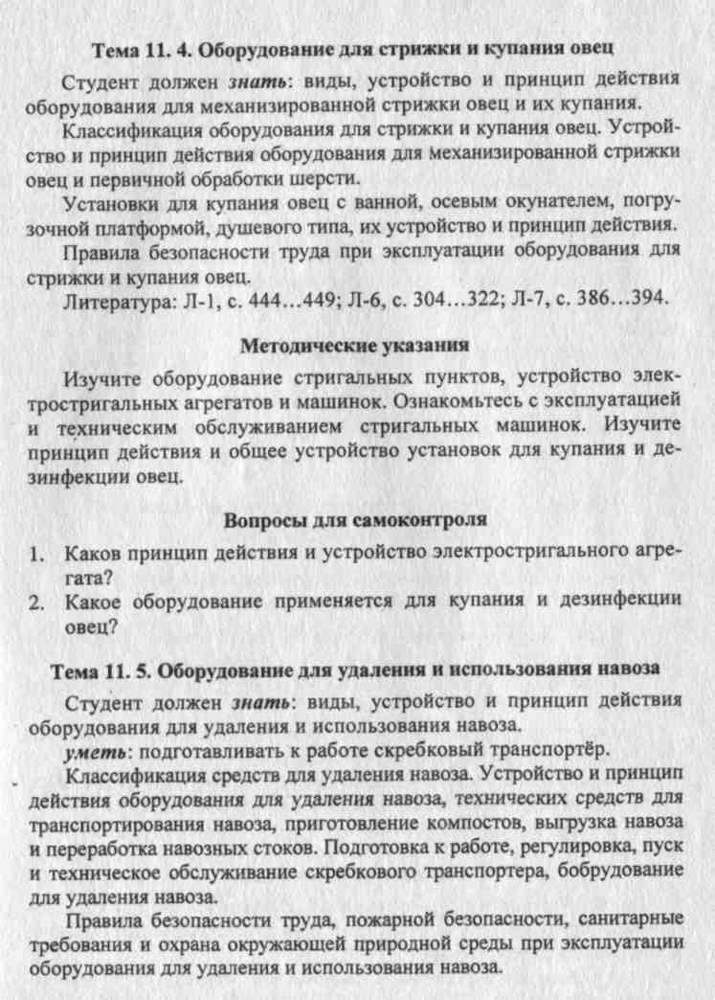 Тема 11. 4. Оборудование для стрижки и купания овец
Студент должен знать: виды, устройство и принцип действия
оборудования для механизированной стрижки овец и их купания.
Классификация оборудования для стрижки и купания овец. Устрой-
ство и принцип действия оборудования для механизированной стрижки
овец и первичной обработки шерсти.
Установки для купания овец с ванной, осевым окунателем, погру-
зочной платформой, душевого типа, их устройство и принцип действия.
Правила безопасности труда при эксплуатации оборудования для
стрижки и купания овец.
Литература: Л-1, с. 444...449; Л-6, с. 304...322; Л-7, с. 386...394.
Методические указания
Изучите оборудование стригальных пунктов, устройство элек-
тростригальных агрегатов и машинок. Ознакомьтесь с эксплуатацией
и техническим обслуживанием стригальных машинок. Изучите
принцип действия и общее устройство установок для купания и де-
зинфекции овец.
Вопросы для самоконтроля
1. Каков принцип действия и устройство электростригального агре-
гата?
2. Какое оборудование применяется для купания и дезинфекции
овец?
Тема 11. 5. Оборудование для удаления и использования навоза
Студент должен знать: виды, устройство и принцип действия
оборудования для удаления и использования навоза.
уметь: подготавливать к работе скребковый транспортёр.
Классификация средств для удаления навоза. Устройство и принцип
действия оборудования для удаления навоза, технических средств для
транспортирования навоза, приготовление компостов, выгрузка навоза
и переработка навозных стоков. Подготовка к работе, регулировка, пуск
и техническое обслуживание скребкового транспортера, бобрудование
для удаления навоза.
Правила безопасности труда, пожарной безопасности, санитарные
требования и охрана окружающей природной среды при эксплуатации
оборудования для удаления и использования навоза.